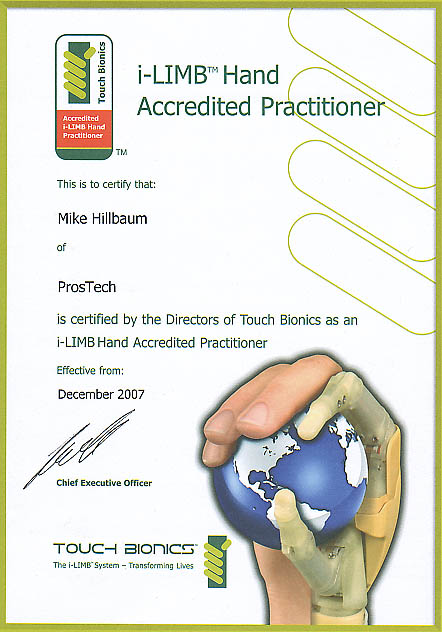 Touch Bionics
Accredited
i-LIMB Hand
Practitioner
TM
i-LIMB™ Hand
Accredited Practitioner
This is to certify that:
Mike Hillbaum
of
ProsTech
is certified by the Directors of Touch Bionics as an
i-LIMB Hand Accredited Practitioner
Effective from:
December 2007
Chief Executive Officer
TOUCH BIONICS™
The i-LIMB™ System – Transforming Lives